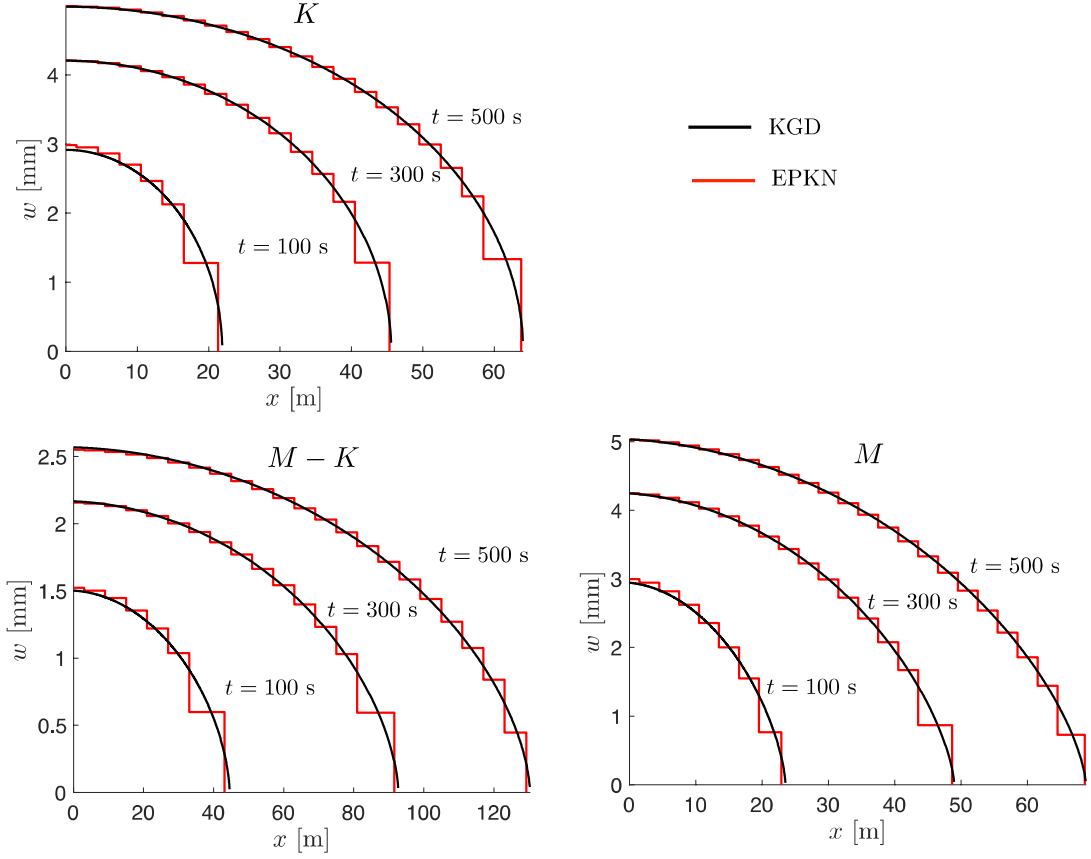 K
w [mm]
4
3
2
1
0
t = 500 s
t = 300 s
t = 100 s
0 10 20 30 40 50 60
x [m]
KGD
EPKN
M − K
w [mm]
2.5
2
1.5
1
0.5
0
t = 500 s
t = 300 s
t = 100 s
0 20 40 60 80 100 120
x [m]
M
w [mm]
5
4
3
2
1
0
t = 500 s
t = 300 s
t = 100 s
0 10 20 30 40 50 60
x [m]